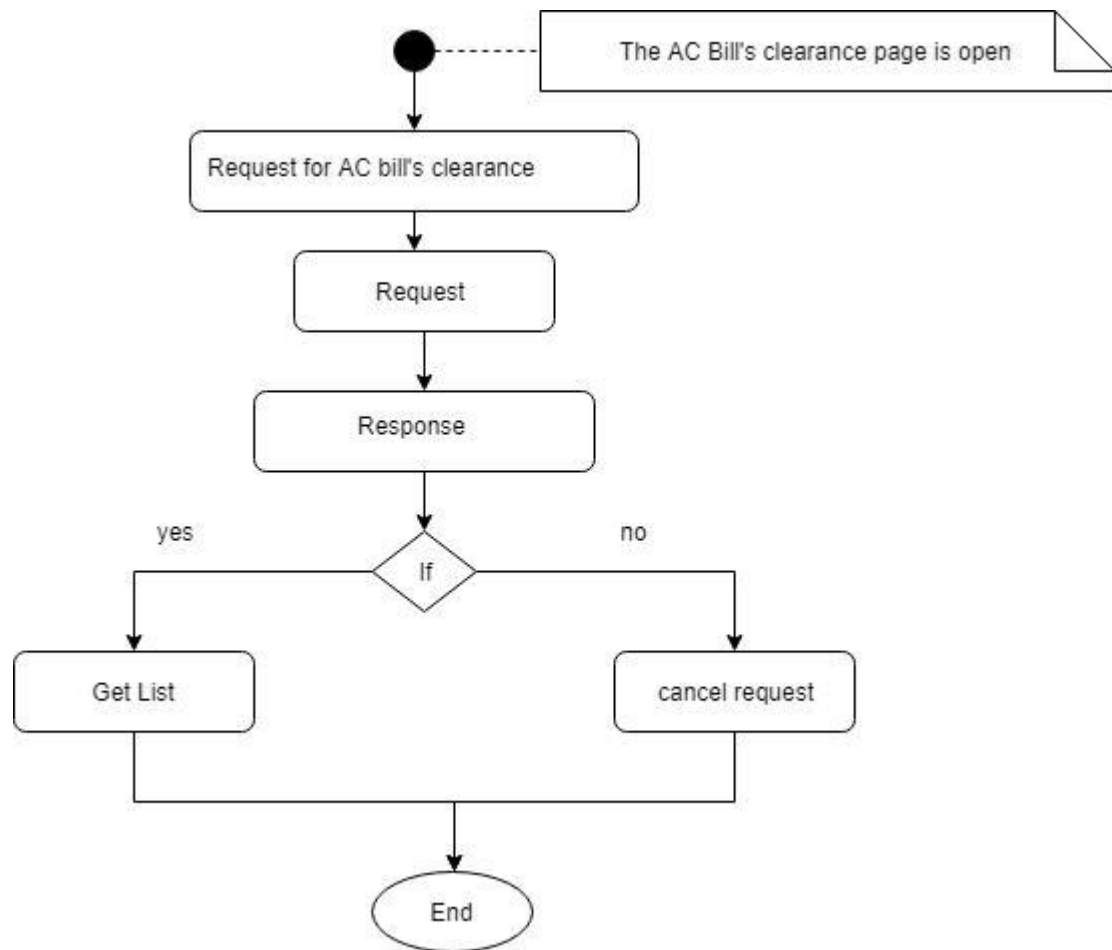 The AC Bill's clearance page is open
Request for AC bill's clearance
Request
Response
yes
no
If
Get List
cancel request
End